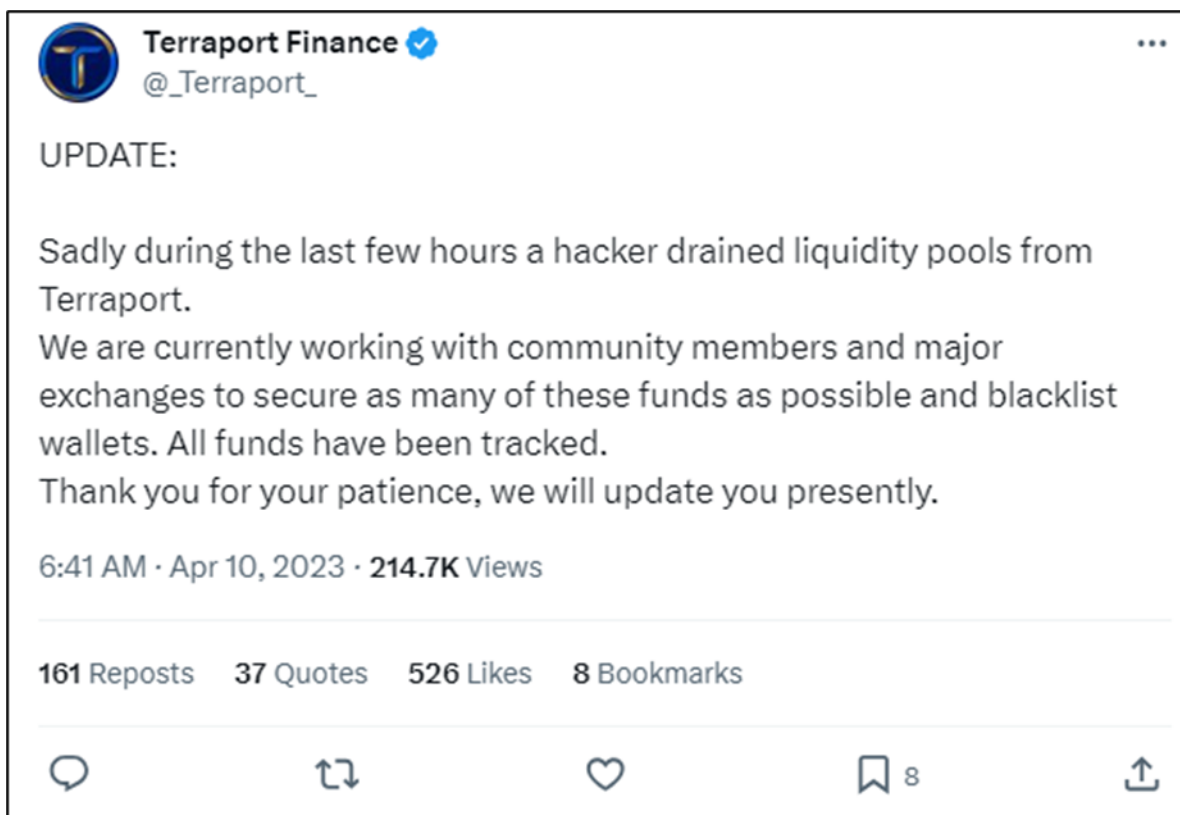 Terraport Finance
@_Terraport_
UPDATE:
Sadly during the last few hours a hacker drained liquidity pools from
Terraport.
We are currently working with community members and major
exchanges to secure as many of these funds as possible and blacklist
wallets. All funds have been tracked.
Thank you for your patience, we will update you presently.
6:41 AM · Apr 10, 2023 · 214.7K Views
161 Reposts 37 Quotes 526 Likes 8 Bookmarks
8